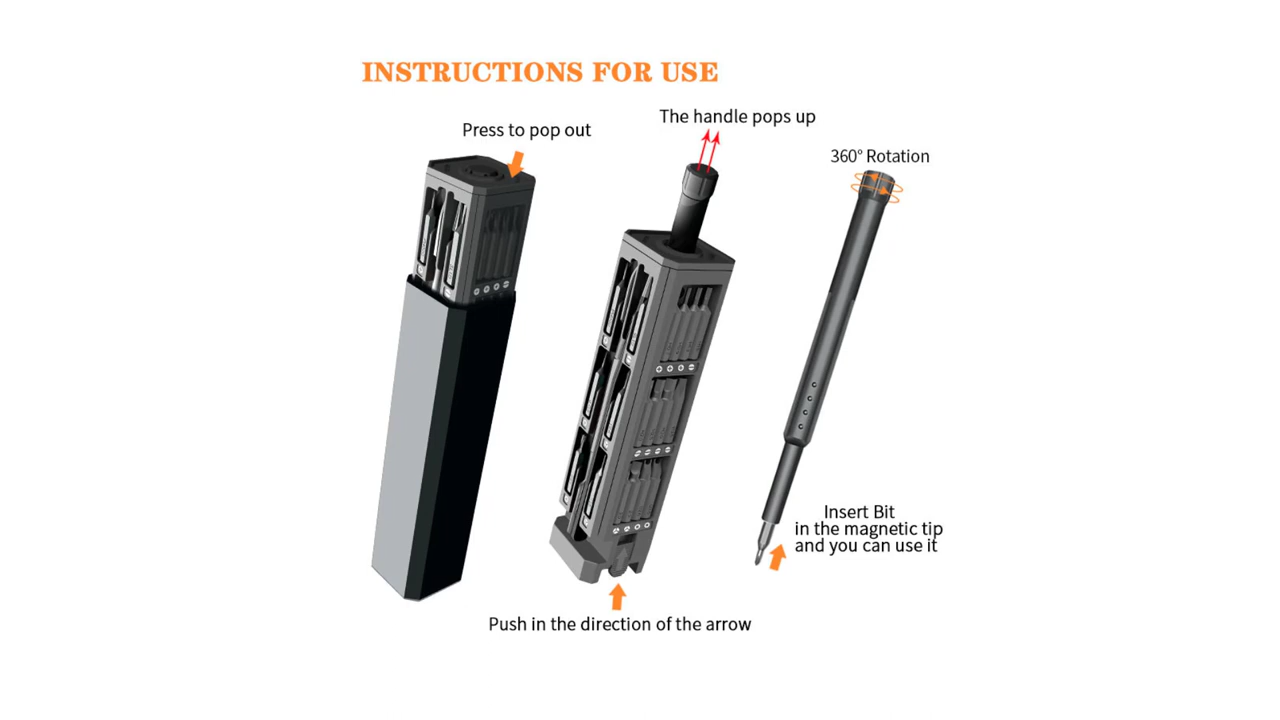 INSTRUCTIONS FOR USE
Press to pop out
The handle pops up
360° Rotation
Insert Bit
in the magnetic tip
and you can use it
Push in the direction of the arrow